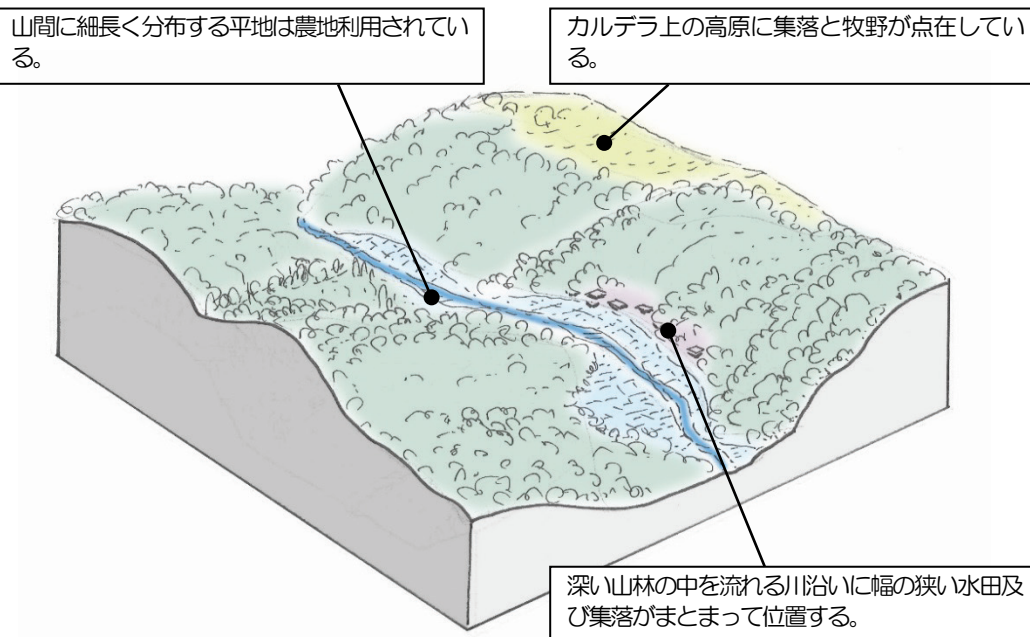 山間に細長く分布する平地は農地利用されてい
る。
カルデラ上の高原に集落と牧野が点在してい
る。
深い山林の中を流れる川沿いに幅の狭い水田及
び集落がまとまって位置する。